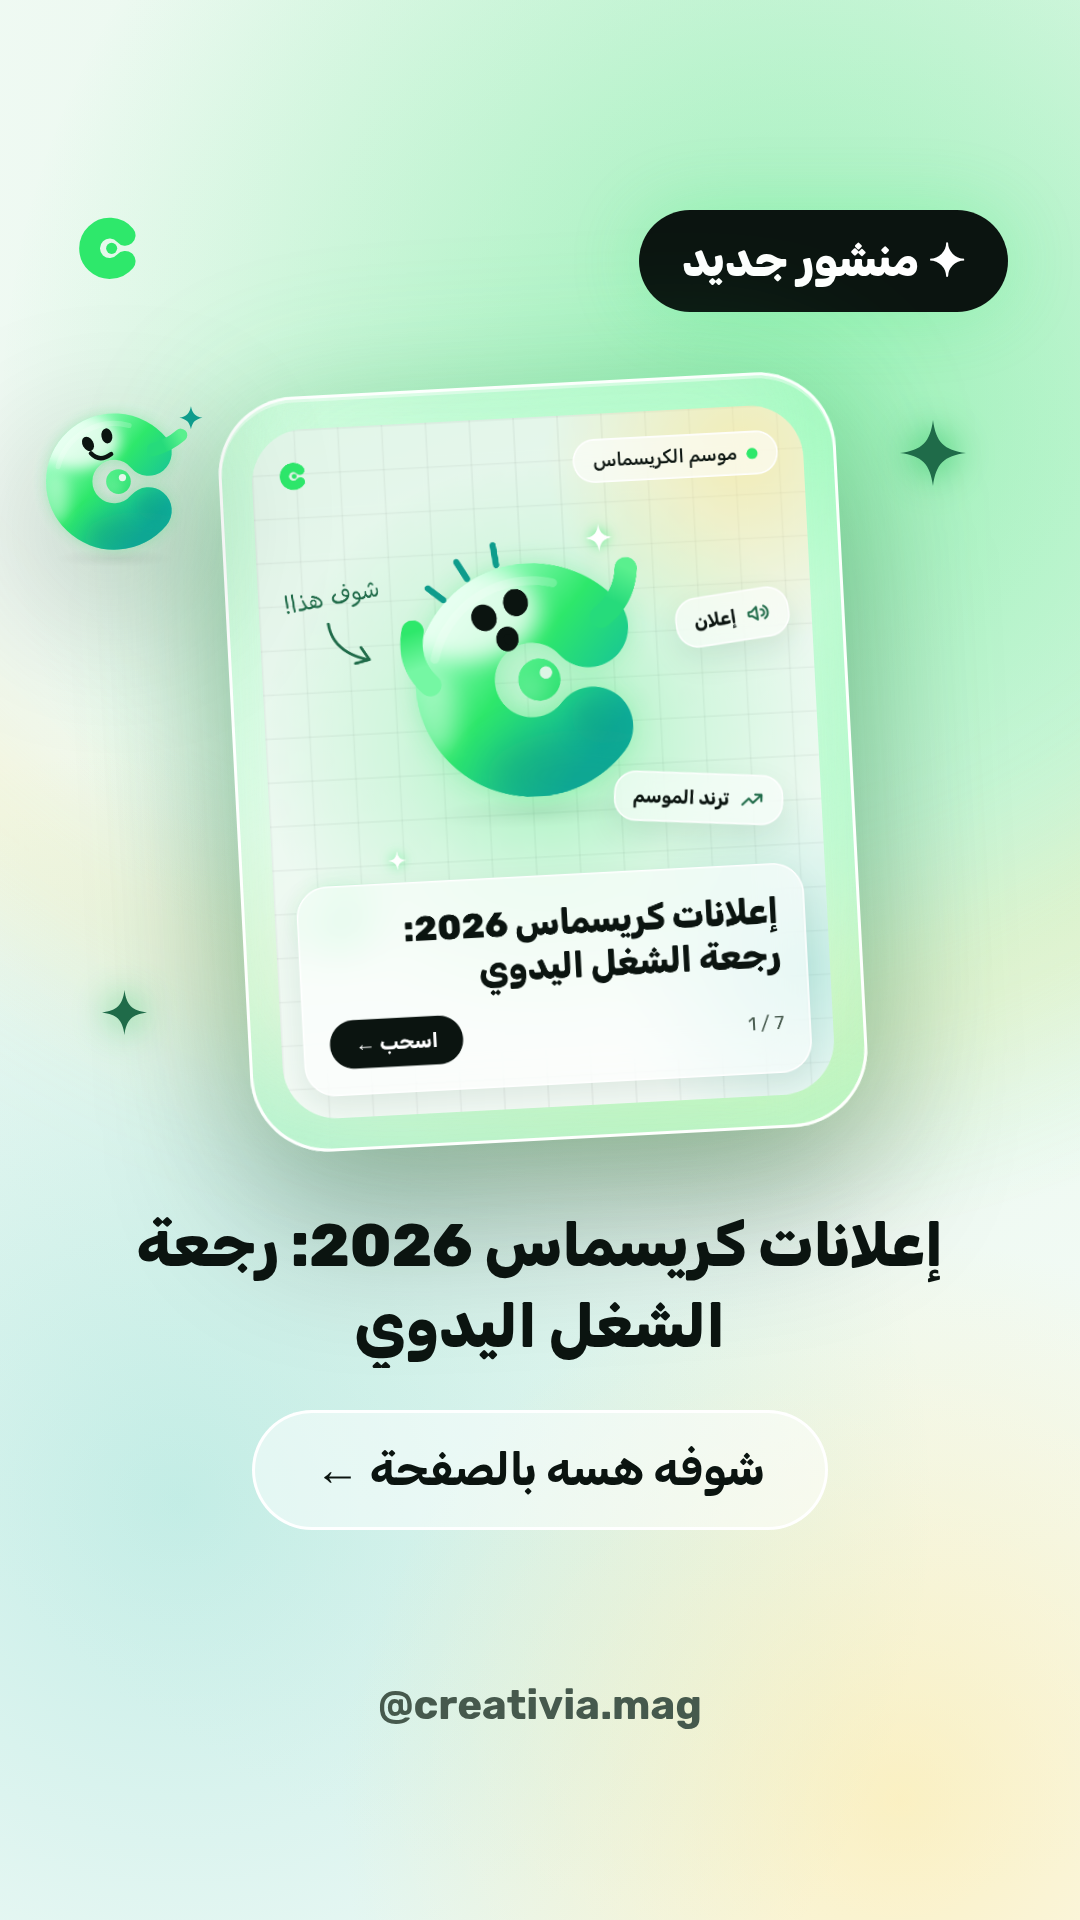 ✦ منشور جديد
موسم الكريسماس
شوف هذا!
إعلان
ترند الموسم
إعلانات كريسماس 2026:
رجعة الشغل اليدوي
1 / 7
اسحب ←
إعلانات كريسماس 2026: رجعة
الشغل اليدوي
شوفه هسه بالصفحة ←
@creativia.mag